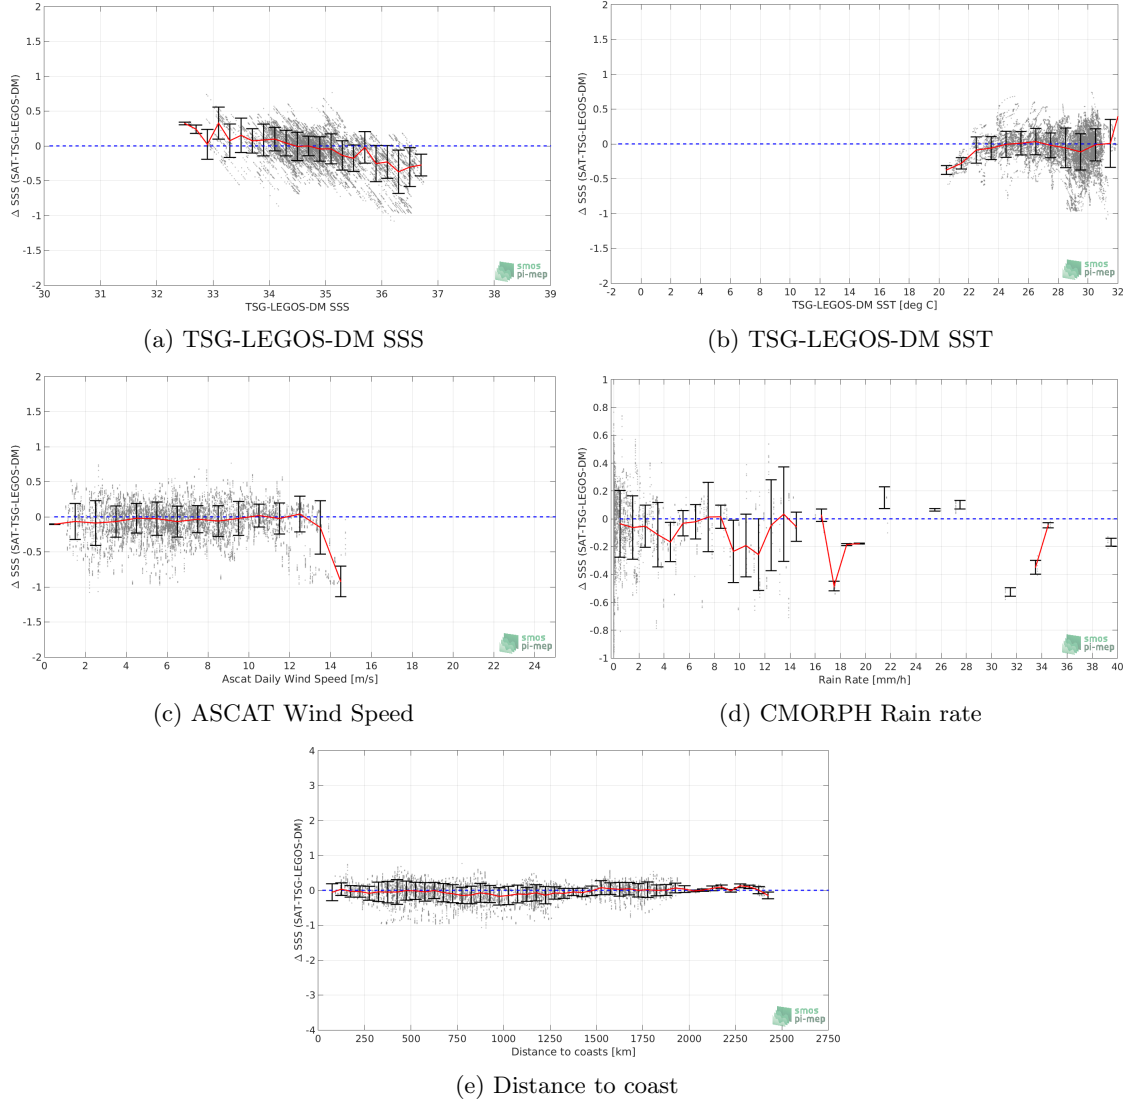 2
1.5
1
0.5
0
-0.5
-1
-1.5
-2
Δ SSS (SAT-TSG-LEGOS-DM)
30 31 32 33 34 35 36 37 38 39
TSG-LEGOS-DM SSS
smos
pi-mep
(a) TSG-LEGOS-DM SSS
2
1.5
1
0.5
0
-0.5
-1
-1.5
-2
Δ SSS (SAT-TSG-LEGOS-DM)
-2 0 2 4 6 8 10 12 14 16 18 20 22 24 26 28 30 32
TSG-LEGOS-DM SST [deg C]
smos
pi-mep
(b) TSG-LEGOS-DM SST
2
1.5
1
0.5
0
-0.5
-1
-1.5
-2
Δ SSS (SAT-TSG-LEGOS-DM)
0 2 4 6 8 10 12 14 16 18 20 22 24
Ascat Daily Wind Speed [m/s]
smos
pi-mep
(c) ASCAT Wind Speed
1
0.8
0.6
0.4
0.2
0
-0.2
-0.4
-0.6
-0.8
-1
Δ SSS (SAT-TSG-LEGOS-DM)
0 2 4 6 8 10 12 14 16 18 20 22 24 26 28 30 32 34 36 38 40
Rain Rate [mm/h]
smos
pi-mep
(d) CMORPH Rain rate
4
3
2
1
0
-1
-2
-3
-4
Δ SSS (SAT-TSG-LEGOS-DM)
0 250 500 750 1000 1250 1500 1750 2000 2250 2500 2750
Distance to coasts [km]
smos
pi-mep
(e) Distance to coast